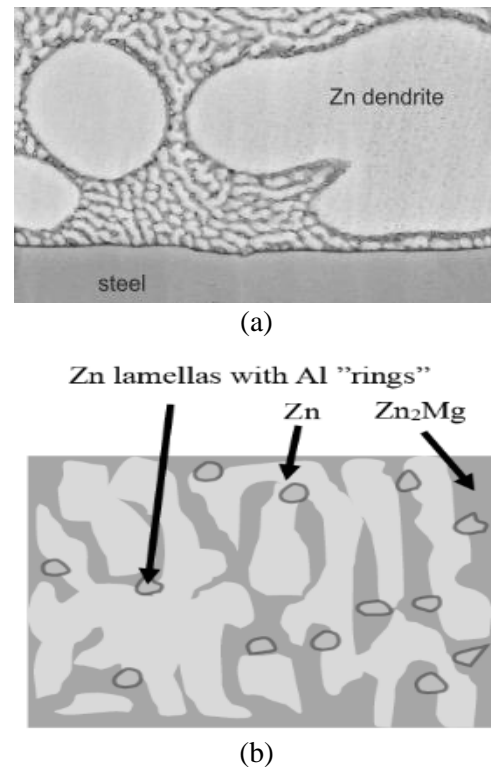 Zn dendrite
steel
(a)
Zn lamellas with Al ”rings”
Zn
Zn₂Mg
(b)